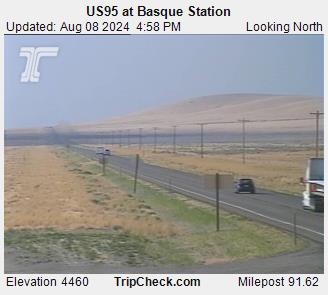 US95 at Basque Station
Updated: Aug 08 2024 4:58 PM Looking North
Elevation 4460 TripCheck.com Milepost 91.62